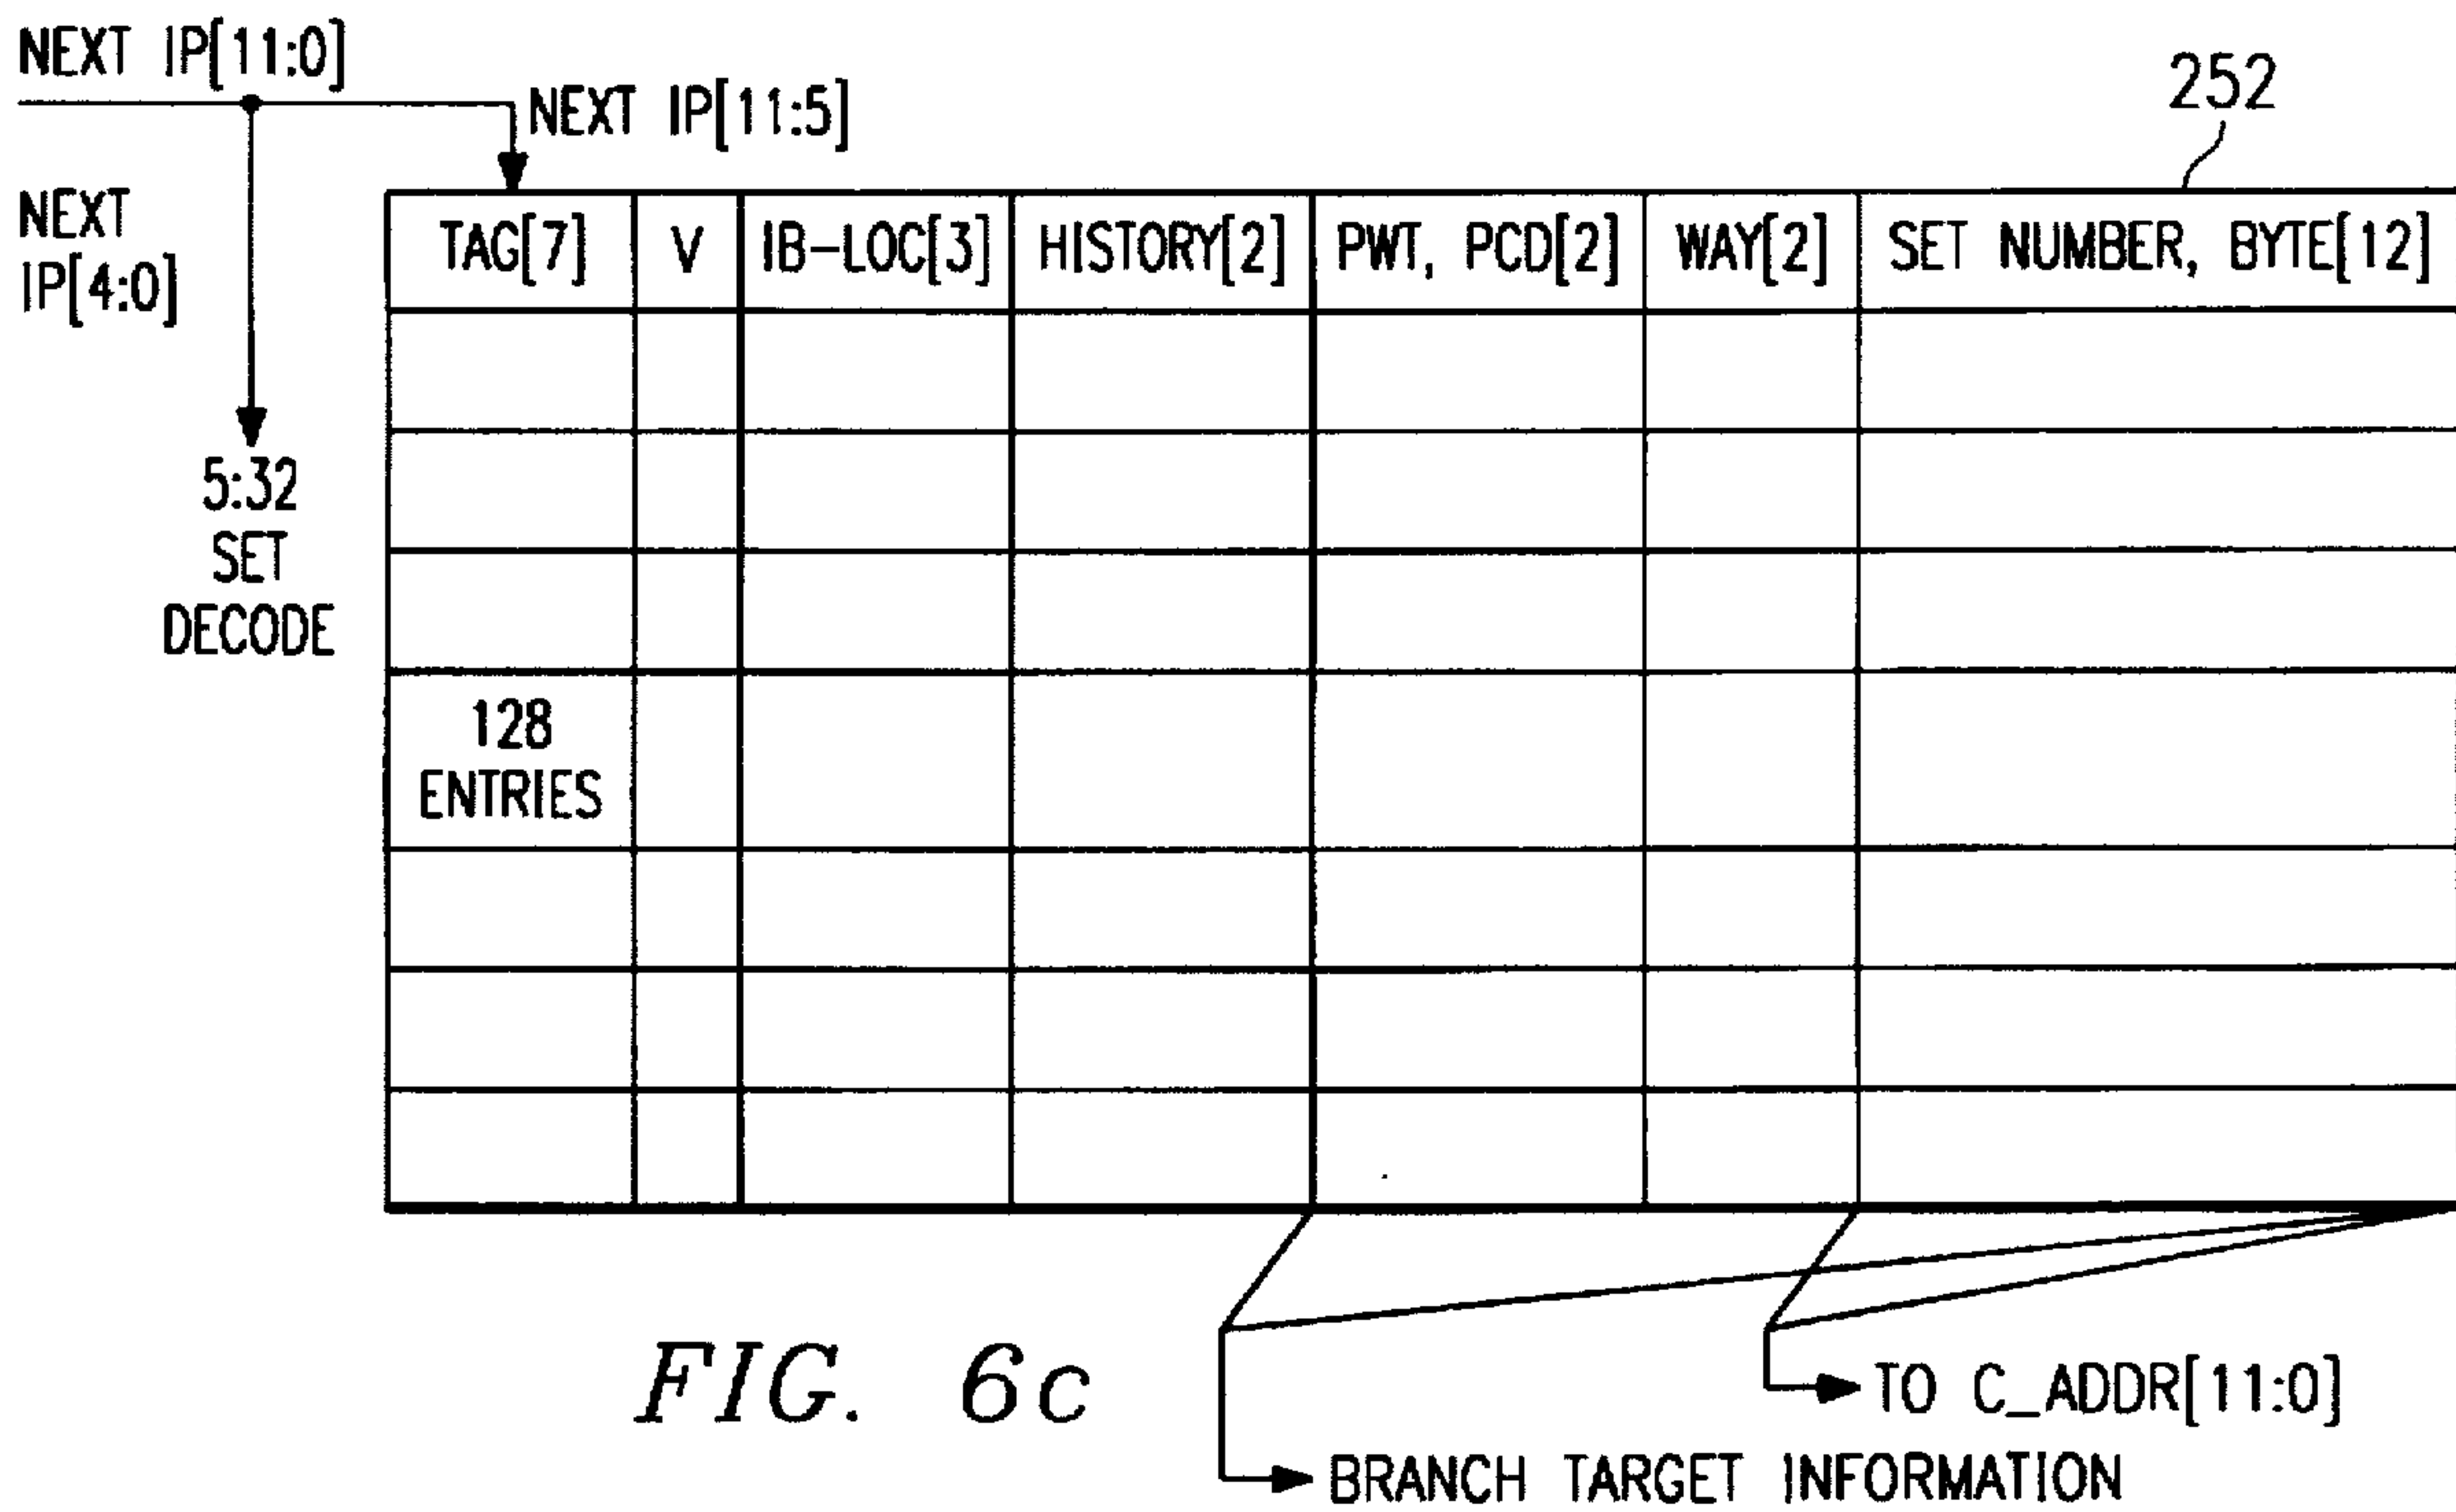 NEXT IP[11:0]
NEXT IP[11:5]
252
NEXT
IP[4:0]
TAG[7] V IB-LOC[3] HISTORY[2] PWT, PCD[2] WAY[2] SET NUMBER, BYTE[12]
5:32
SET
DECODE
128
ENTRIES
FIG. 6c
TO C_ADDR[11:0]
BRANCH TARGET INFORMATION